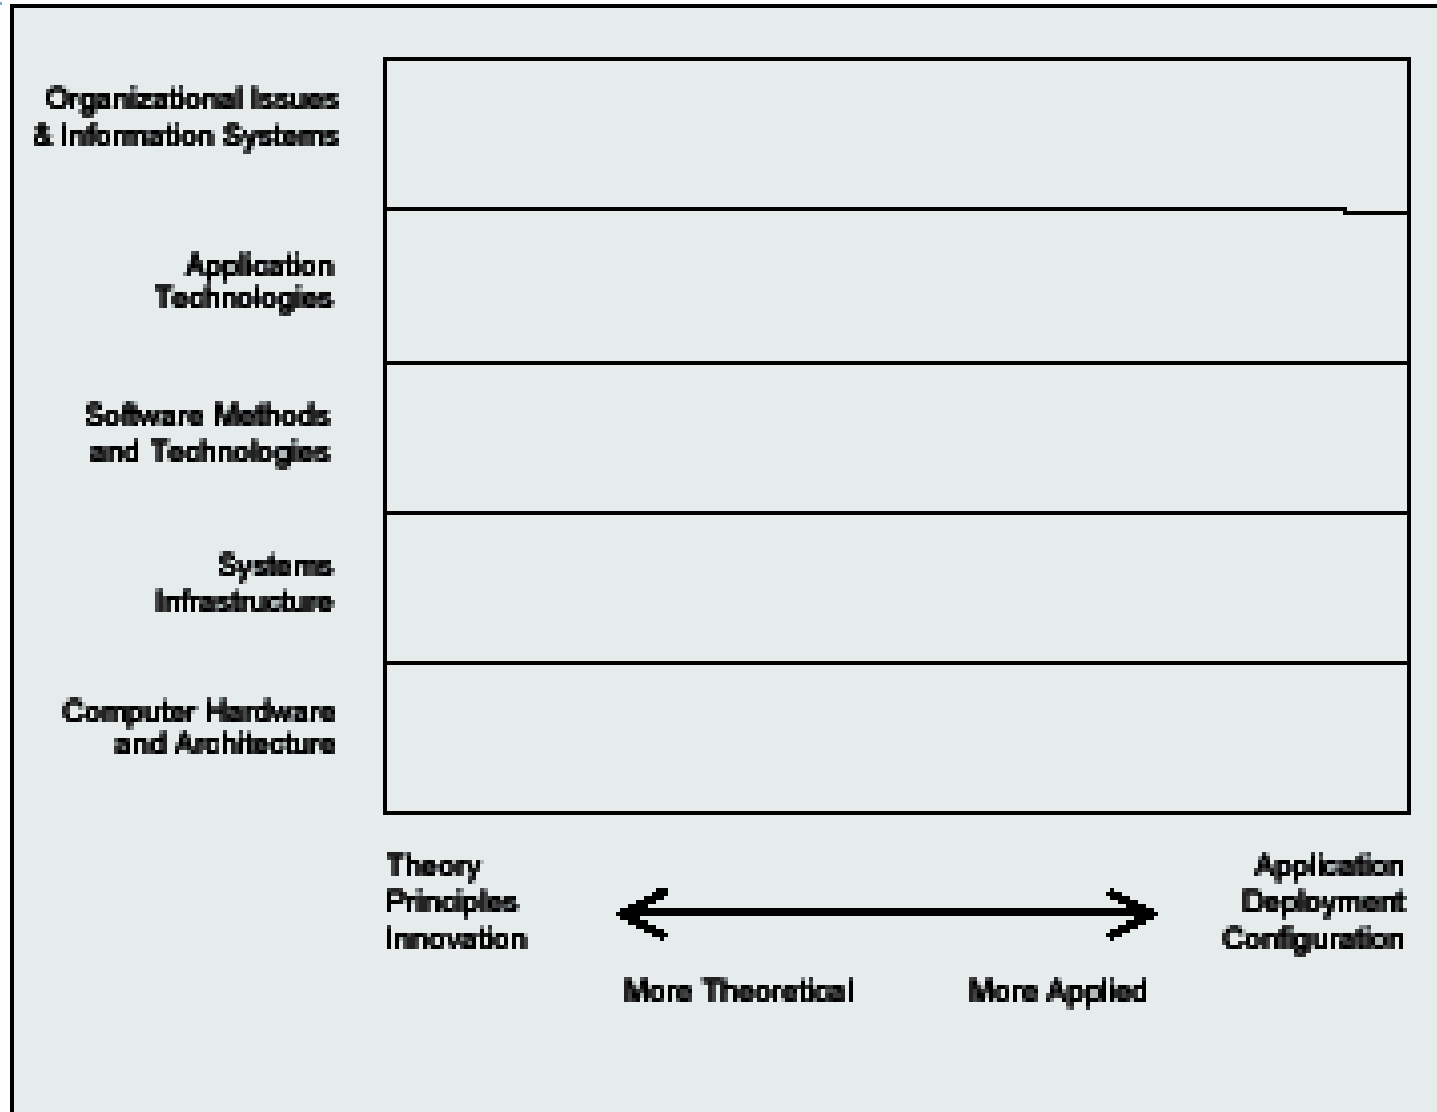 Organizational Issues
& Information Systems
Application
Technologies
Software Methods
and Technologies
Systems
Infrastructure
Computer Hardware
and Architecture
Theory
Principles
Innovation
Application
Deployment
Configuration
More Theoretical
More Applied